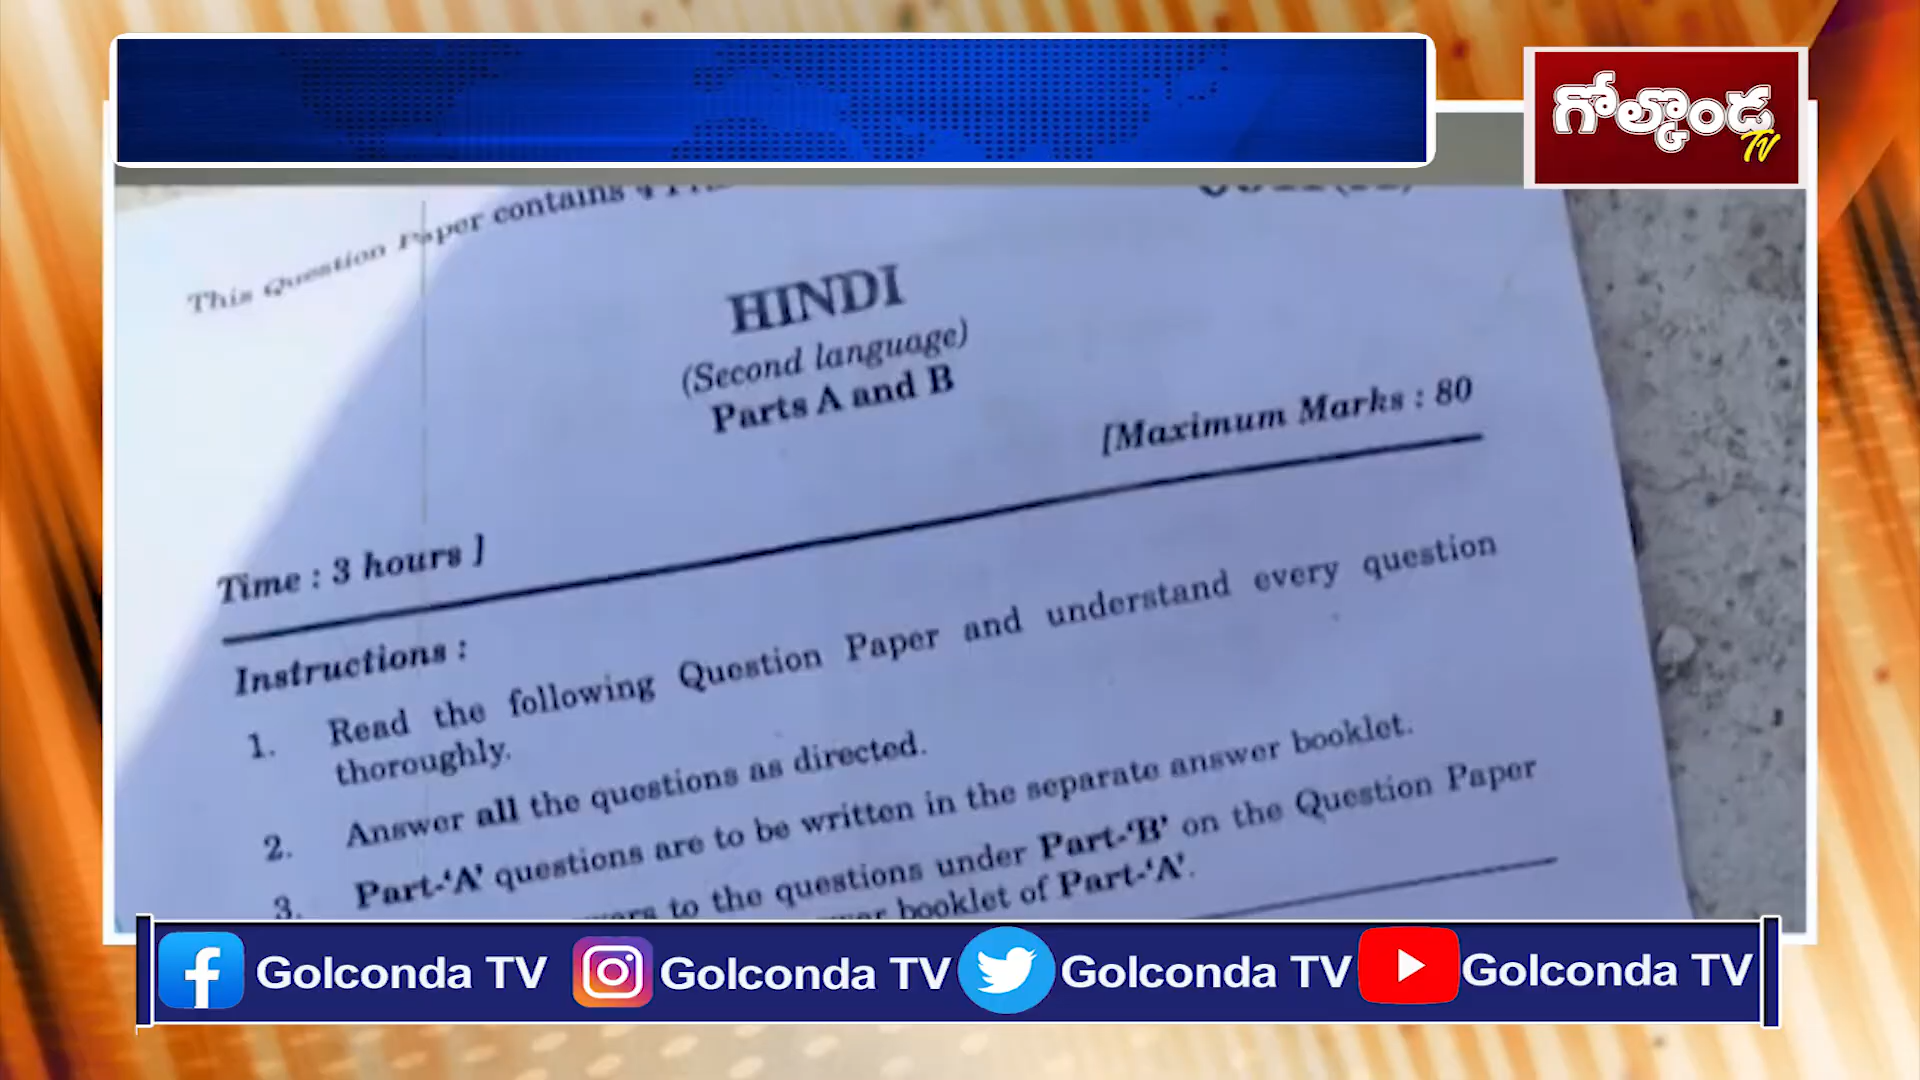 గోల్కొండ
TV
This Question Paper contains 4
HINDI
(Second language)
Parts A and B
[Maximum Marks : 80
Time : 3 hours ]
Instructions :
1. Read the following Question Paper and understand every question
thoroughly.
2. Answer all the questions as directed.
3. Part-‘A’ questions are to be written in the separate answer booklet.
to the questions under Part-‘B’ on the Question Paper
booklet of Part-‘A’.
Golconda TV Golconda TV Golconda TV Golconda TV